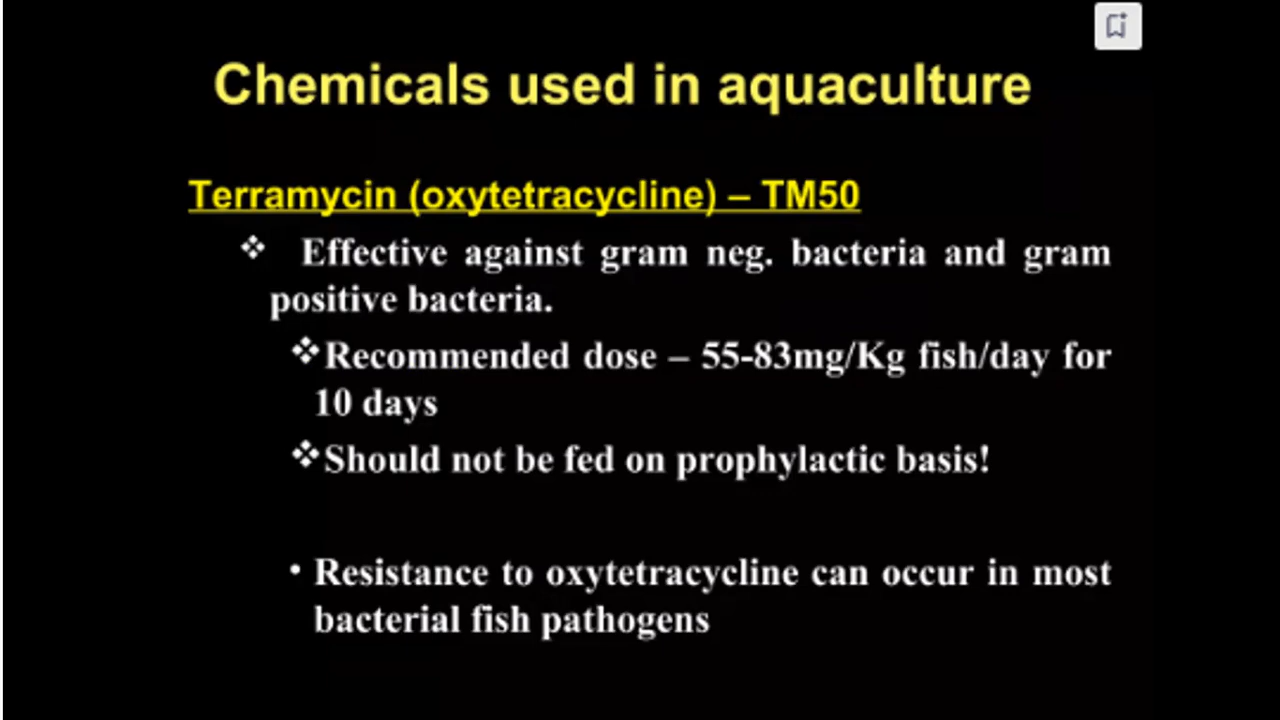 Chemicals used in aquaculture
Terramycin (oxytetracycline) – TM50
❖ Effective against gram neg. bacteria and gram
positive bacteria.
❖Recommended dose – 55-83mg/Kg fish/day for
10 days
❖Should not be fed on prophylactic basis!
• Resistance to oxytetracycline can occur in most
bacterial fish pathogens